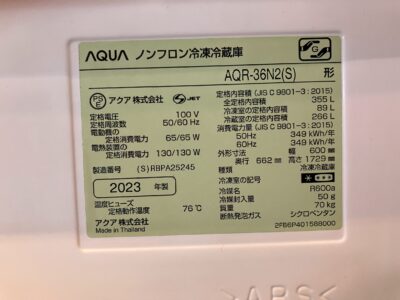 AQUA ノンフロン冷凍冷蔵庫
AQR-36N2(S) 形
PS E アクア株式会社 S JET
定格電圧 100 V
定格周波数 50/60 Hz
電動機の
定格消費電力 65/65 W
電熱装置の
定格消費電力 130/130 W
製造番号 (S)RBPA25245
2023 年製
温度ヒューズ
定格動作温度 76℃
アクア株式会社
Made in Thailand
定格内容積 (JIS C 9801-3:2015)
全定格内容積 355 L
冷凍室の内容積 89 L
冷蔵室の内容積 266 L
消費電力量 (JIS C 9801-3:2015)
50Hz 349 kWh/年
60Hz 349 kWh/年
外形寸法 幅 600 mm
奥行 662 mm 高さ 1729 mm
種類 冷凍冷蔵庫
冷凍室の記号
冷媒名 R600a
冷媒封入量 50 g
質量 70 kg
断熱発泡ガス シクロペンタン
2FB6P401588000
>ABS<